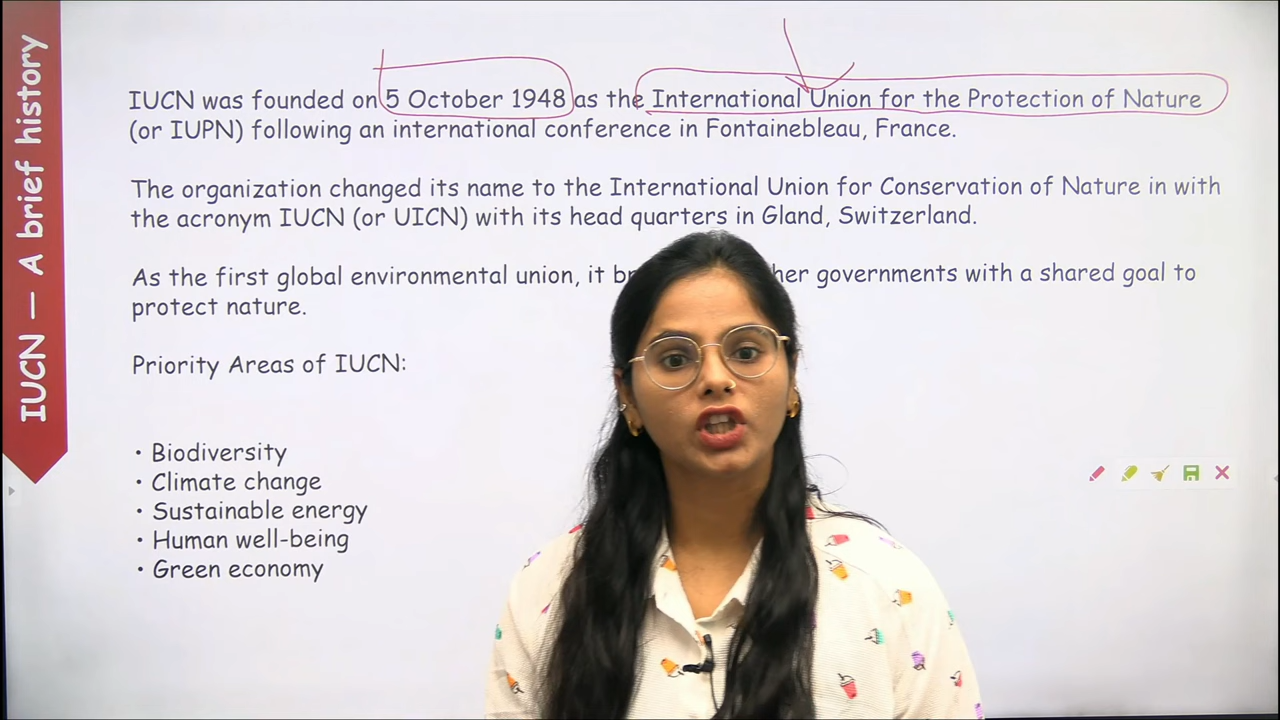 IUCN — A brief history
IUCN was founded on 5 October 1948 as the International Union for the Protection of Nature
(or IUPN) following an international conference in Fontainebleau, France.
The organization changed its name to the International Union for Conservation of Nature in with
the acronym IUCN (or UICN) with its head quarters in Gland, Switzerland.
As the first global environmental union, it br her governments with a shared goal to
protect nature.
Priority Areas of IUCN:
• Biodiversity
• Climate change
• Sustainable energy
• Human well-being
• Green economy